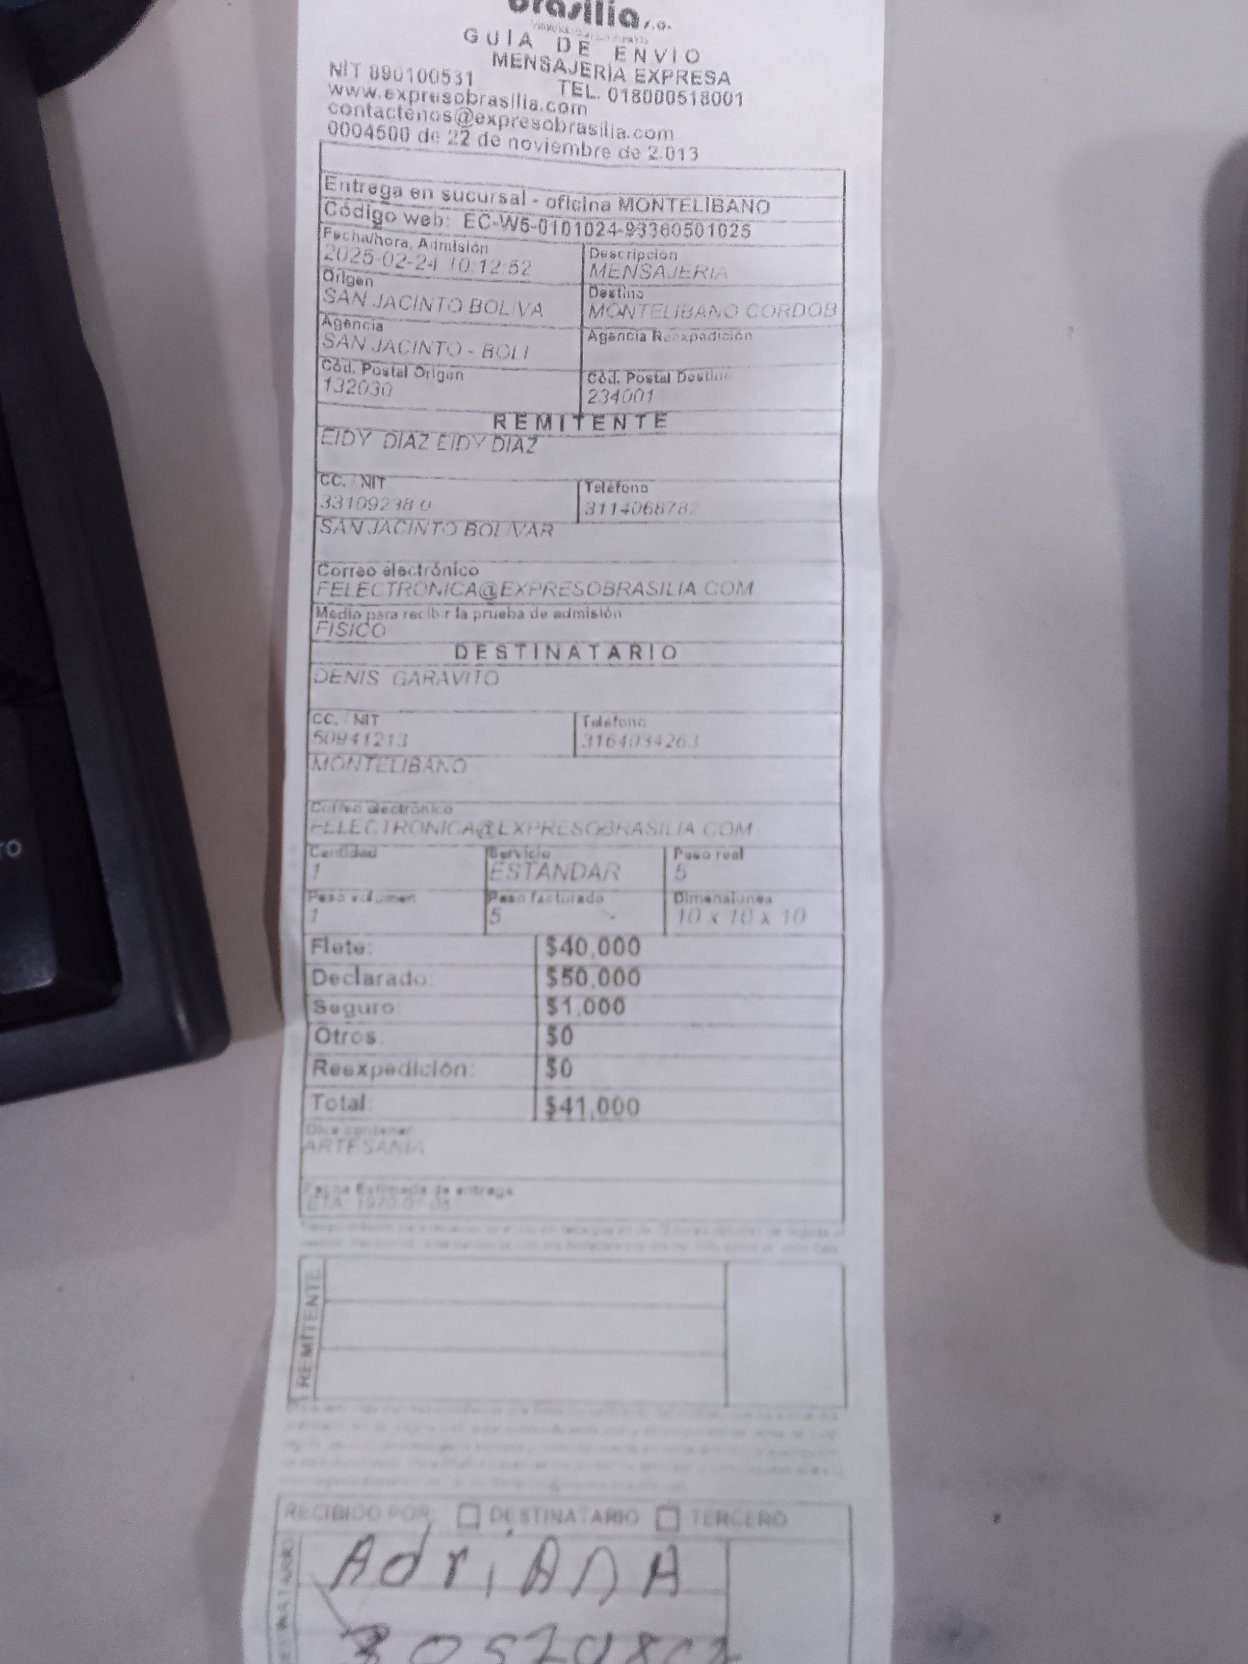 Brasilia s.a.
GUIA DE ENVIO
MENSAJERIA EXPRESA
NIT 890100531
TEL. 018000518001
www.expresobrasilia.com
contactenos@expresobrasilia.com
0004500 de 22 de noviembre de 2.013
Entrega en sucursal - oficina MONTELIBANO
Código web: EC-W5-0101024-93360501025
Fecha/hora, Admisión
2025-02-24 10:12:52
Descripción
MENSAJERIA
Origen
SAN JACINTO BOLIVA
Destino
MONTELIBANO CORDOB
Agencia
SAN JACINTO - BOLI
Agencia Reexpedición
Cód. Postal Origen
132030
Cód. Postal Destino
234001
REMITENTE
EIDY DIAZ EIDY DIAZ
CC. / NIT
33109238 0
Teléfono
3114068782
SAN JACINTO BOLIVAR
Correo electrónico
FELECTRONICA@EXPRESOBRASILIA.COM
Medio para recibir la prueba de admisión
FISICO
DESTINATARIO
DENIS GARAVITO
CC. / NIT
50941213
Teléfono
3164034263
MONTELIBANO
Correo electrónico
FELECTRONICA@EXPRESOBRASILIA.COM
Cantidad
1
Servicio
ESTANDAR
Peso real
5
Peso volumen
1
Peso facturado
5
Dimensiones
10 x 10 x 10
Flete: $40,000
Declarado: $50,000
Seguro: $1,000
Otros $0
Reexpedición: $0
Total: $41,000
Dice contener
ARTESANIA
Fecha Estimada de entrega
REMITENTE
RECIBIDO POR: DESTINATARIO TERCERO
AdriANA